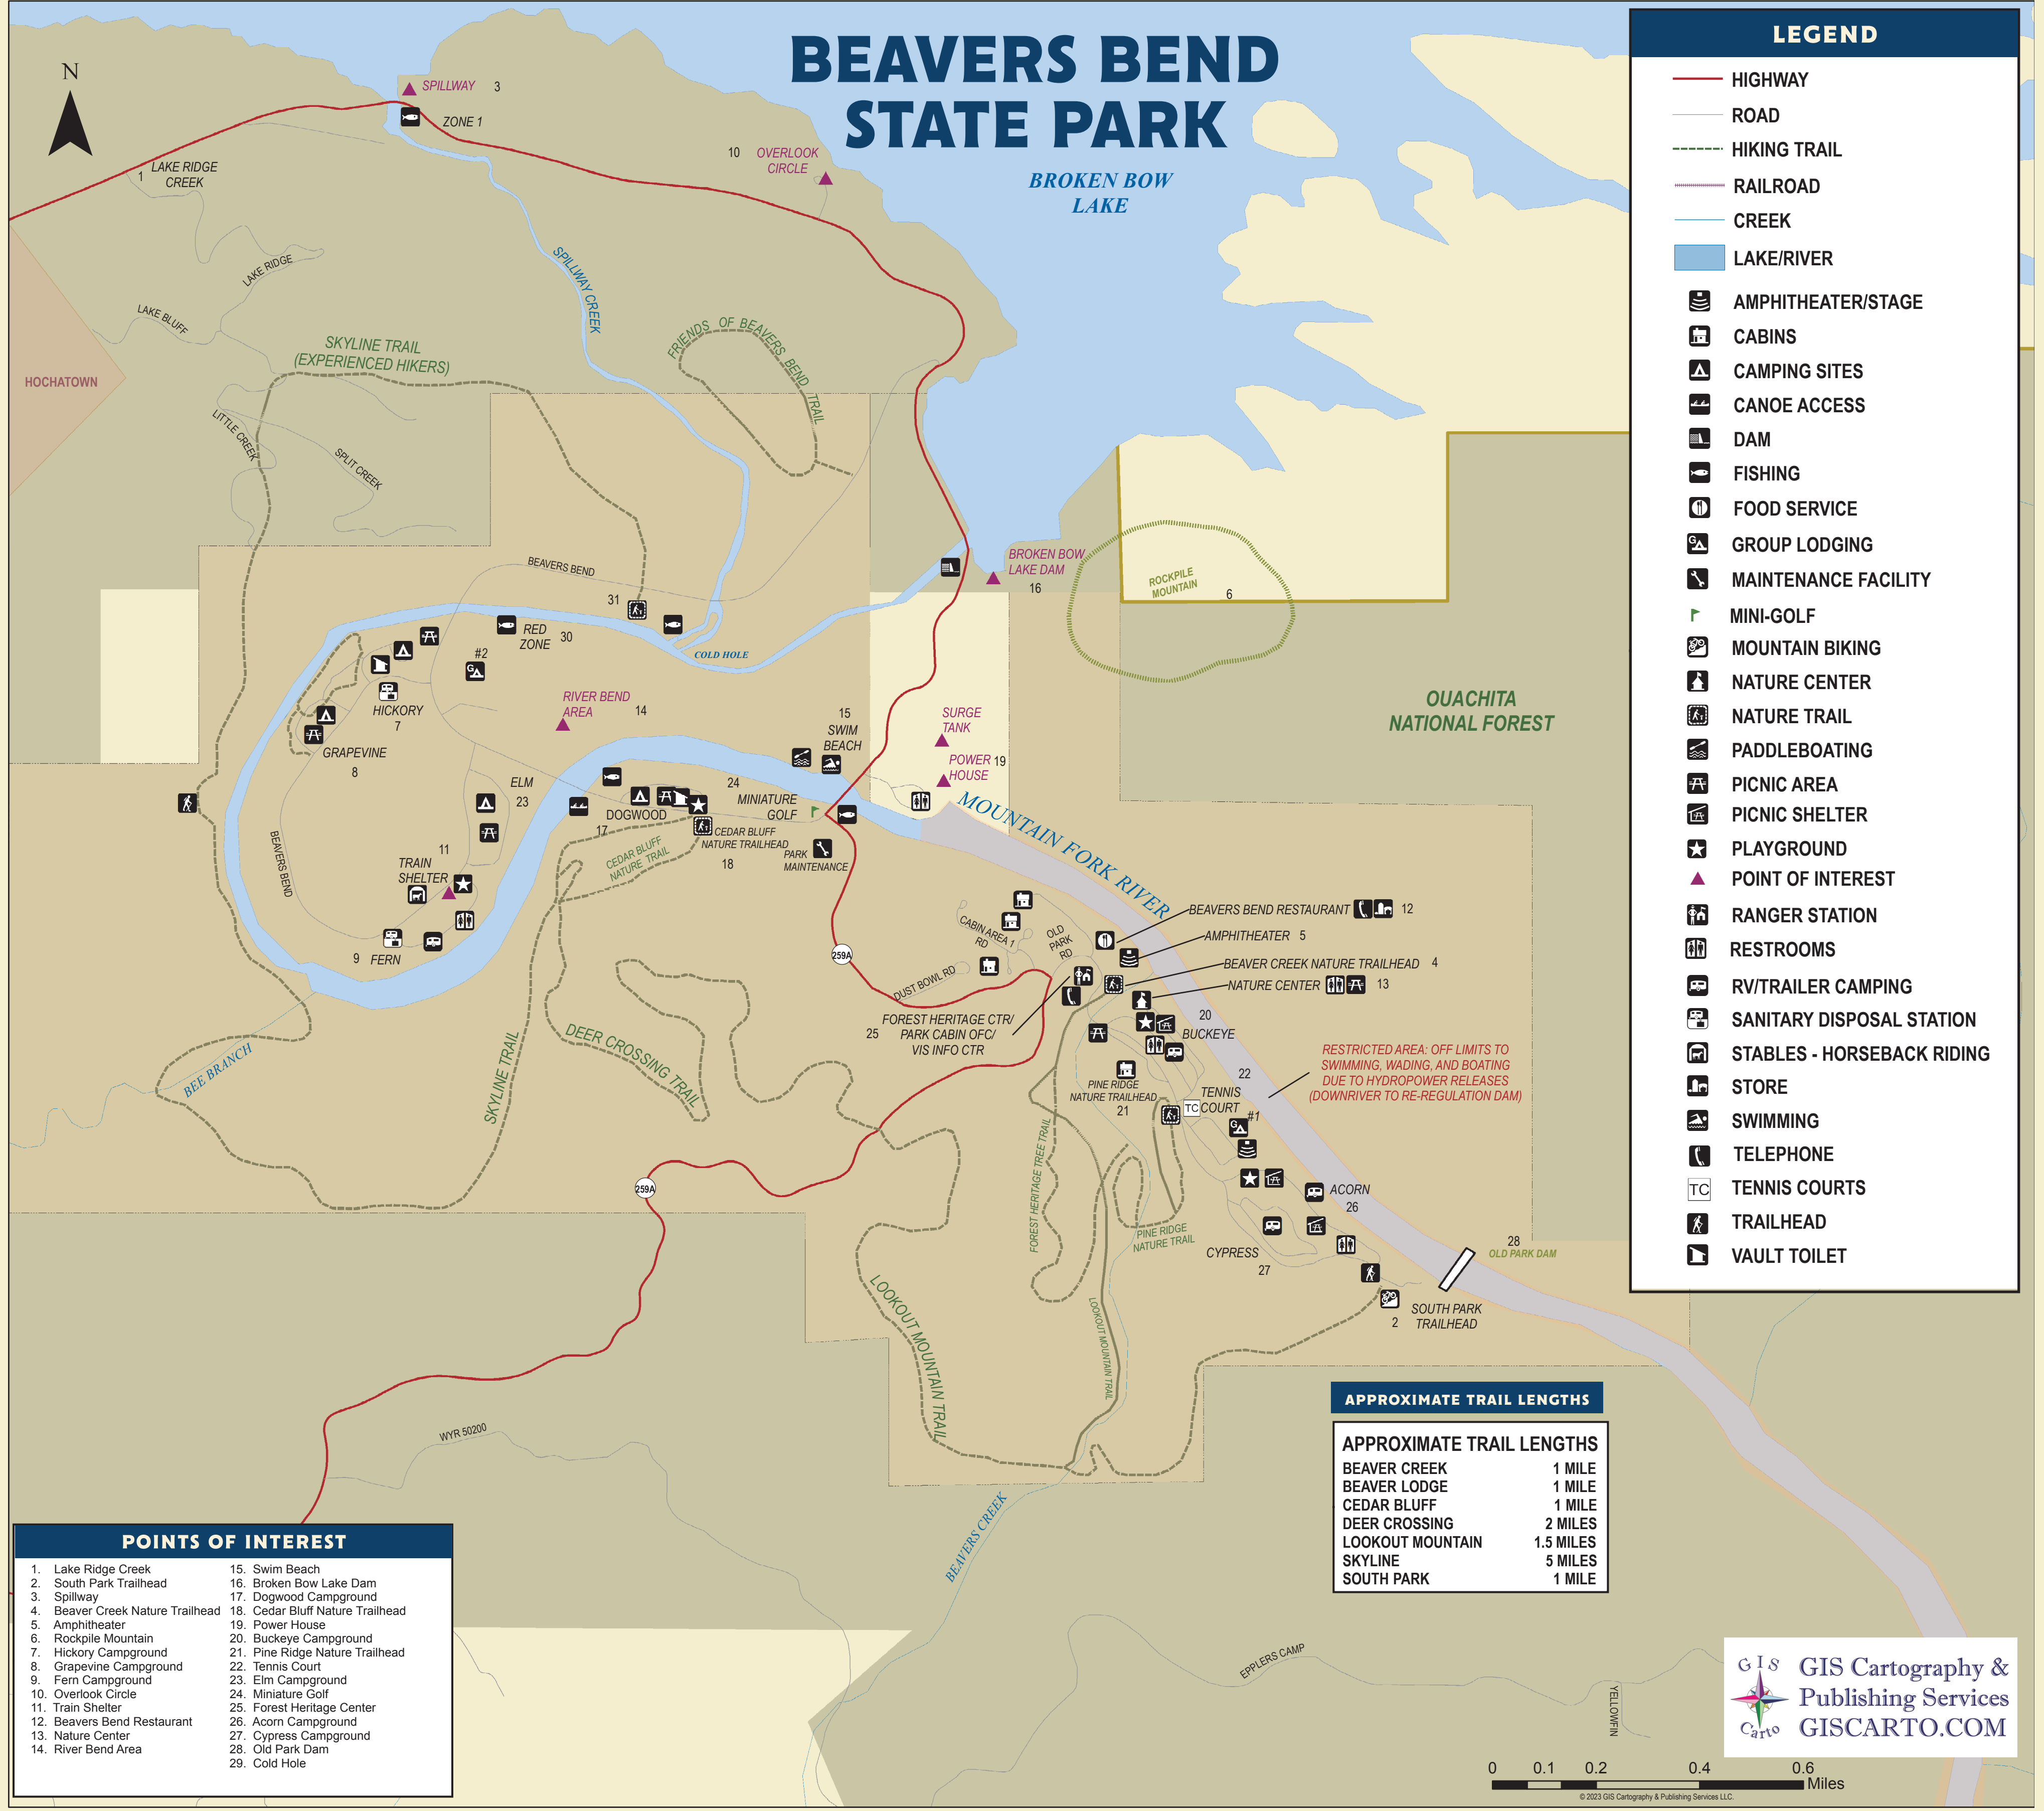 BEAVERS BEND
STATE PARK
BROKEN BOW
LAKE
N
SPILLWAY 3
ZONE 1
10 OVERLOOK
CIRCLE
1 LAKE RIDGE
CREEK
LAKE RIDGE
LAKE BLUFF
SPILLWAY CREEK
HOCHATOWN
SKYLINE TRAIL
(EXPERIENCED HIKERS)
FRIENDS OF BEAVERS BEND TRAIL
LITTLE CREEK
SPLIT CREEK
BEAVERS BEND
31
RED
ZONE 30
#2
COLD HOLE
BROKEN BOW
LAKE DAM
16
ROCKPILE
MOUNTAIN
6
OUACHITA
NATIONAL FOREST
HICKORY
7
GRAPEVINE
8
RIVER BEND
AREA 14
15
SWIM
BEACH
SURGE
TANK
POWER
HOUSE 19
ELM
23
24
MINIATURE
GOLF
DOGWOOD
17
CEDAR BLUFF
NATURE TRAILHEAD
18
CEDAR BLUFF
NATURE TRAIL
PARK
MAINTENANCE
MOUNTAIN FORK RIVER
BEAVERS BEND
11
TRAIN
SHELTER
9 FERN
259A
CABIN AREA 1
RD
OLD
PARK
RD
DUST BOWL RD
BEAVERS BEND RESTAURANT 12
AMPHITHEATER 5
BEAVER CREEK NATURE TRAILHEAD 4
NATURE CENTER 13
25
FOREST HERITAGE CTR/
PARK CABIN OFC/
VIS INFO CTR
20
BUCKEYE
BEE BRANCH
SKYLINE TRAIL
DEER CROSSING TRAIL
PINE RIDGE
NATURE TRAILHEAD
21
22
TENNIS
COURT
TC
#1
RESTRICTED AREA: OFF LIMITS TO
SWIMMING, WADING, AND BOATING
DUE TO HYDROPOWER RELEASES
(DOWNRIVER TO RE-REGULATION DAM)
259A
FOREST HERITAGE TREE TRAIL
PINE RIDGE
NATURE TRAIL
ACORN
26
CYPRESS
27
28
OLD PARK DAM
SOUTH PARK
TRAILHEAD
2
LOOKOUT MOUNTAIN TRAIL
LOOKOUT MOUNTAIN TRAIL
WYR 50200
BEAVERS CREEK
EPPLERS CAMP
YELLOWFIN
LEGEND
HIGHWAY
ROAD
HIKING TRAIL
RAILROAD
CREEK
LAKE/RIVER
AMPHITHEATER/STAGE
CABINS
CAMPING SITES
CANOE ACCESS
DAM
FISHING
FOOD SERVICE
GROUP LODGING
MAINTENANCE FACILITY
MINI-GOLF
MOUNTAIN BIKING
NATURE CENTER
NATURE TRAIL
PADDLEBOATING
PICNIC AREA
PICNIC SHELTER
PLAYGROUND
POINT OF INTEREST
RANGER STATION
RESTROOMS
RV/TRAILER CAMPING
SANITARY DISPOSAL STATION
STABLES - HORSEBACK RIDING
STORE
SWIMMING
TELEPHONE
TC TENNIS COURTS
TRAILHEAD
VAULT TOILET
APPROXIMATE TRAIL LENGTHS
APPROXIMATE TRAIL LENGTHS
BEAVER CREEK 1 MILE
BEAVER LODGE 1 MILE
CEDAR BLUFF 1 MILE
DEER CROSSING 2 MILES
LOOKOUT MOUNTAIN 1.5 MILES
SKYLINE 5 MILES
SOUTH PARK 1 MILE
POINTS OF INTEREST
1. Lake Ridge Creek
2. South Park Trailhead
3. Spillway
4. Beaver Creek Nature Trailhead
5. Amphitheater
6. Rockpile Mountain
7. Hickory Campground
8. Grapevine Campground
9. Fern Campground
10. Overlook Circle
11. Train Shelter
12. Beavers Bend Restaurant
13. Nature Center
14. River Bend Area
15. Swim Beach
16. Broken Bow Lake Dam
17. Dogwood Campground
18. Cedar Bluff Nature Trailhead
19. Power House
20. Buckeye Campground
21. Pine Ridge Nature Trailhead
22. Tennis Court
23. Elm Campground
24. Miniature Golf
25. Forest Heritage Center
26. Acorn Campground
27. Cypress Campground
28. Old Park Dam
29. Cold Hole
GIS
Carto
GIS Cartography &
Publishing Services
GISCARTO.COM
0 0.1 0.2 0.4 0.6
Miles
© 2023 GIS Cartography & Publishing Services LLC.